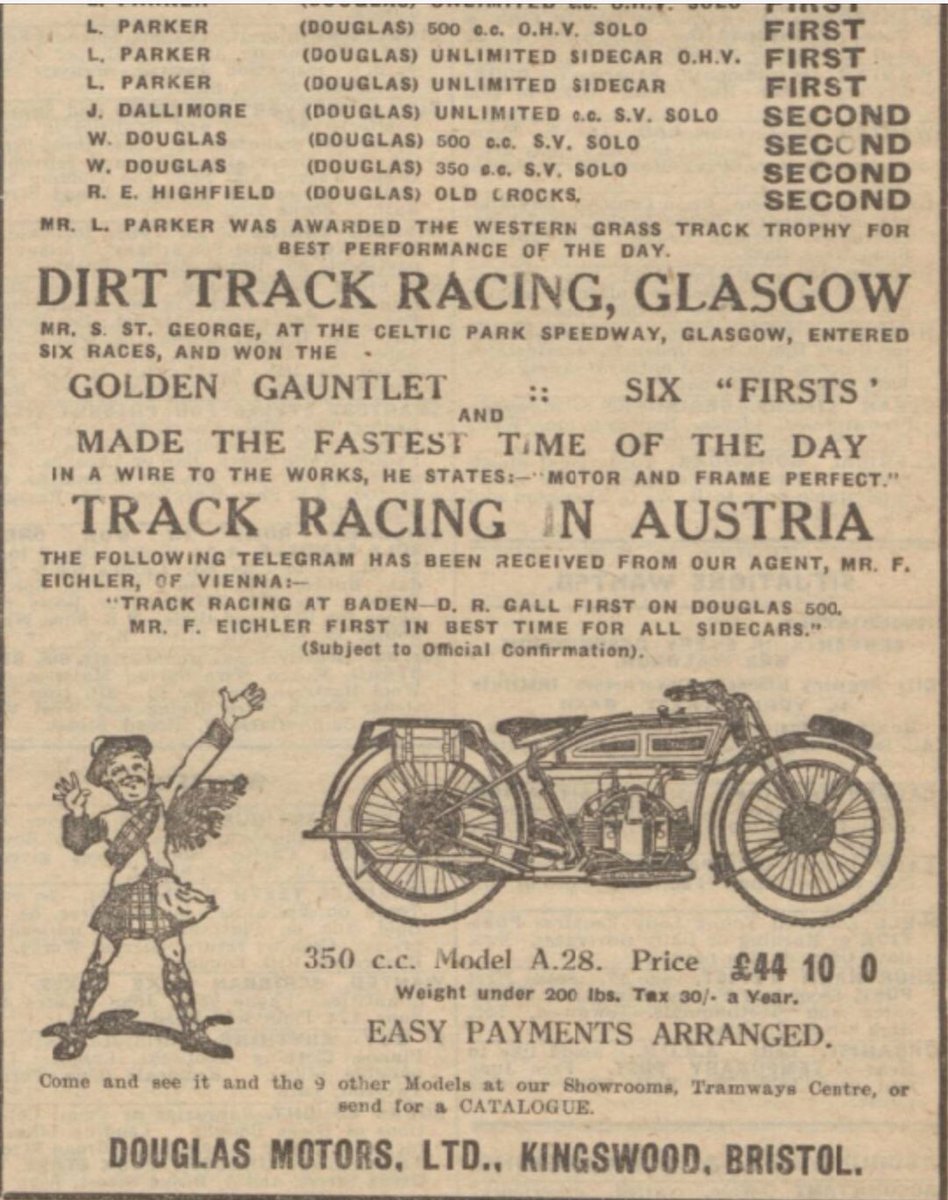 L. PARKER (DOUGLAS) 500 c.c. O.H.V. SOLO FIRST
L. PARKER (DOUGLAS) UNLIMITED SIDECAR O.H.V. FIRST
L. PARKER (DOUGLAS) UNLIMITED SIDECAR FIRST
J. DALLIMORE (DOUGLAS) UNLIMITED c.c. S.V. SOLO SECOND
W. DOUGLAS (DOUGLAS) 500 c.c. S.V. SOLO SECOND
W. DOUGLAS (DOUGLAS) 350 c.c. S.V. SOLO SECOND
R. E. HIGHFIELD (DOUGLAS) OLD CROCKS. SECOND
MR. L. PARKER WAS AWARDED THE WESTERN GRASS TRACK TROPHY FOR
BEST PERFORMANCE OF THE DAY.
DIRT TRACK RACING, GLASGOW
MR. S. ST. GEORGE, AT THE CELTIC PARK SPEEDWAY, GLASGOW, ENTERED
SIX RACES, AND WON THE
GOLDEN GAUNTLET :: SIX "FIRSTS'
AND
MADE THE FASTEST TIME OF THE DAY
IN A WIRE TO THE WORKS, HE STATES:—"MOTOR AND FRAME PERFECT."
TRACK RACING IN AUSTRIA
THE FOLLOWING TELEGRAM HAS BEEN RECEIVED FROM OUR AGENT, MR. F.
EICHLER, OF VIENNA:—
"TRACK RACING AT BADEN—D. R. GALL FIRST ON DOUGLAS 500.
MR. F. EICHLER FIRST IN BEST TIME FOR ALL SIDECARS."
(Subject to Official Confirmation).
350 c.c. Model A.28. Price £44 10 0
Weight under 200 lbs. Tax 30/- a Year.
EASY PAYMENTS ARRANGED.
Come and see it and the 9 other Models at our Showrooms, Tramways Centre, or
send for a CATALOGUE.
DOUGLAS MOTORS, LTD., KINGSWOOD, BRISTOL.